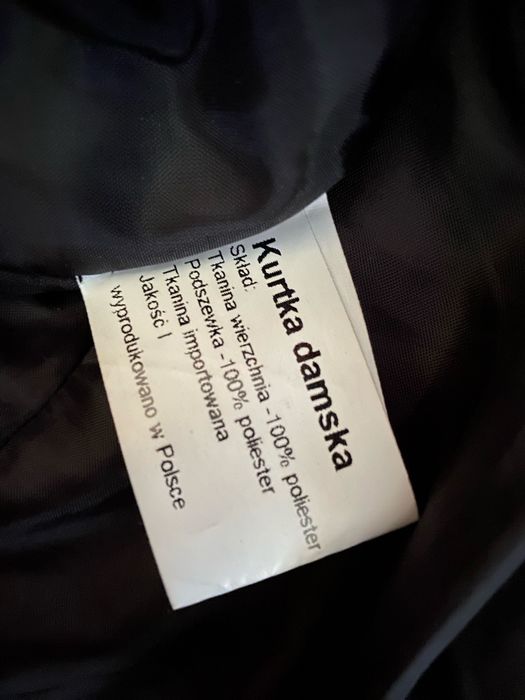 Kurtka damska
Skład:
Tkanina wierzchnia -100% poliester
Podszewka -100% poliester
Tkanina importowana
Jakość I
wyprodukowano w Polsce